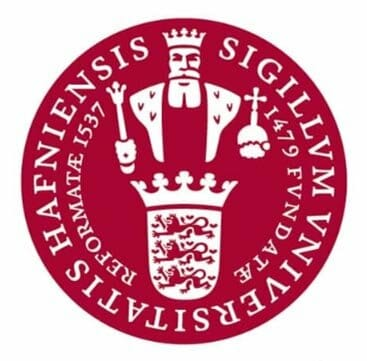 SIGILLVM VNIVERSITATIS HAFNIENSIS
1479 FVNDATÆ
REFORMATÆ 1537